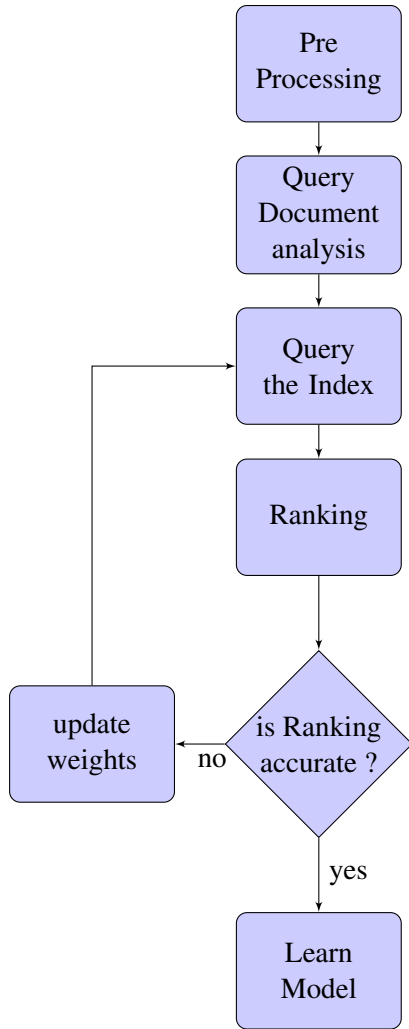 Pre
Processing
Query
Document
analysis
Query
the Index
Ranking
is Ranking
accurate ?
no
update
weights
yes
Learn
Model